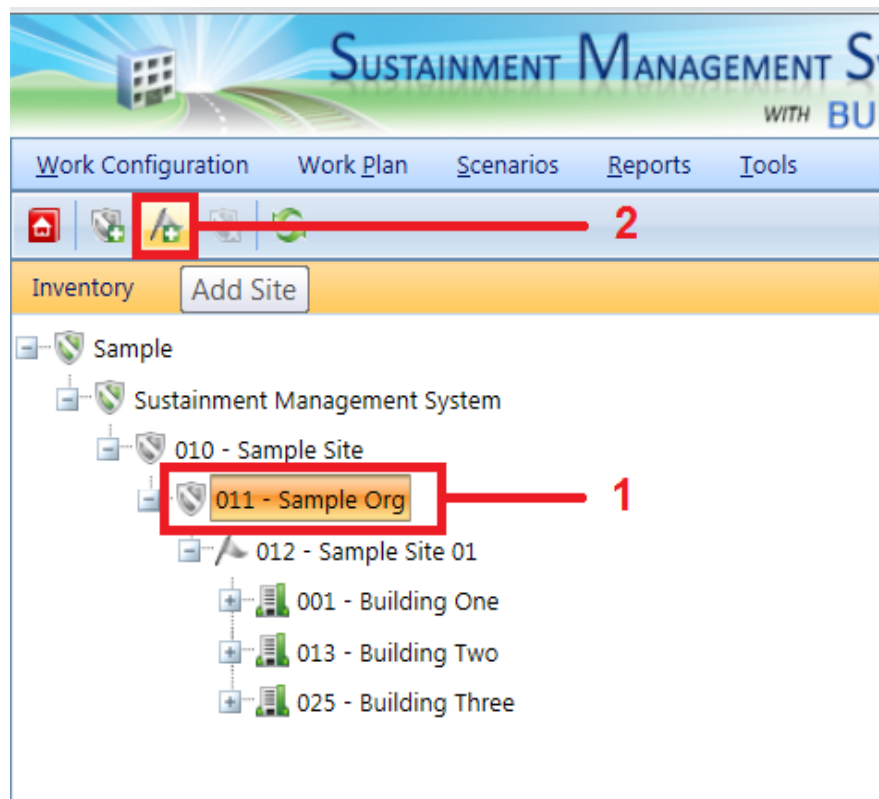 SUSTAINMENT MANAGEMENT S
WITH BU
Work Configuration Work Plan Scenarios Reports Tools
2
Inventory Add Site
Sample
Sustainment Management System
010 - Sample Site
011 - Sample Org 1
012 - Sample Site 01
001 - Building One
013 - Building Two
025 - Building Three